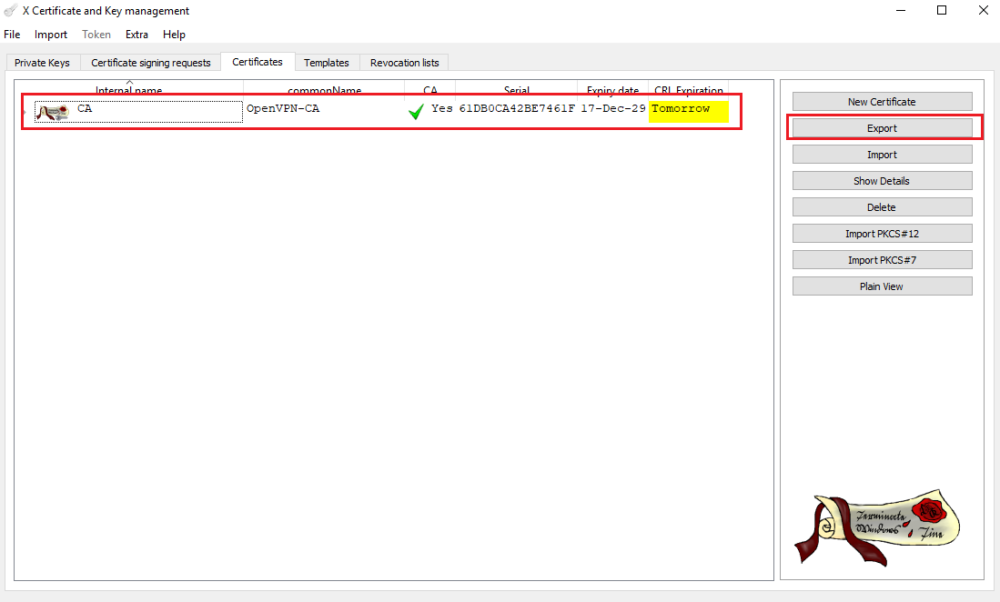 X Certificate and Key management
File Import Token Extra Help
Private Keys Certificate signing requests Certificates Templates Revocation lists
Internal name commonName CA Serial Expiry date CRL Expiration
CA OpenVPN-CA Yes 61DB0CA42BE7461F 17-Dec-29 Tomorrow
New Certificate
Export
Import
Show Details
Delete
Import PKCS#12
Import PKCS#7
Plain View